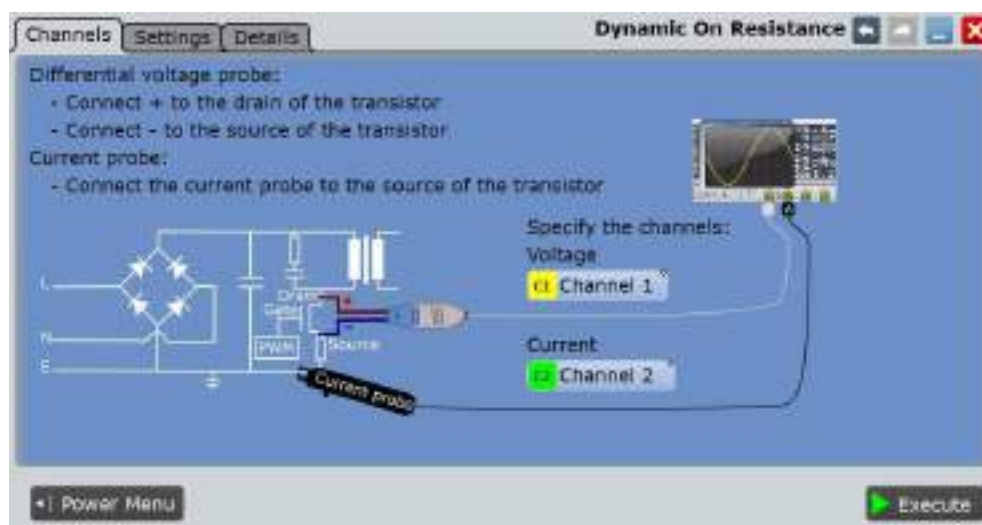 Channels Settings Details Dynamic On Resistance
Differential voltage probe:
- Connect + to the drain of the transistor
- Connect - to the source of the transistor
Current probe:
- Connect the current probe to the source of the transistor
Specify the channels:
Voltage
C1 Channel 1
L
Drain
Gate
N
PWM Source
Current
E
C2 Channel 2
Current probe
Power Menu Execute